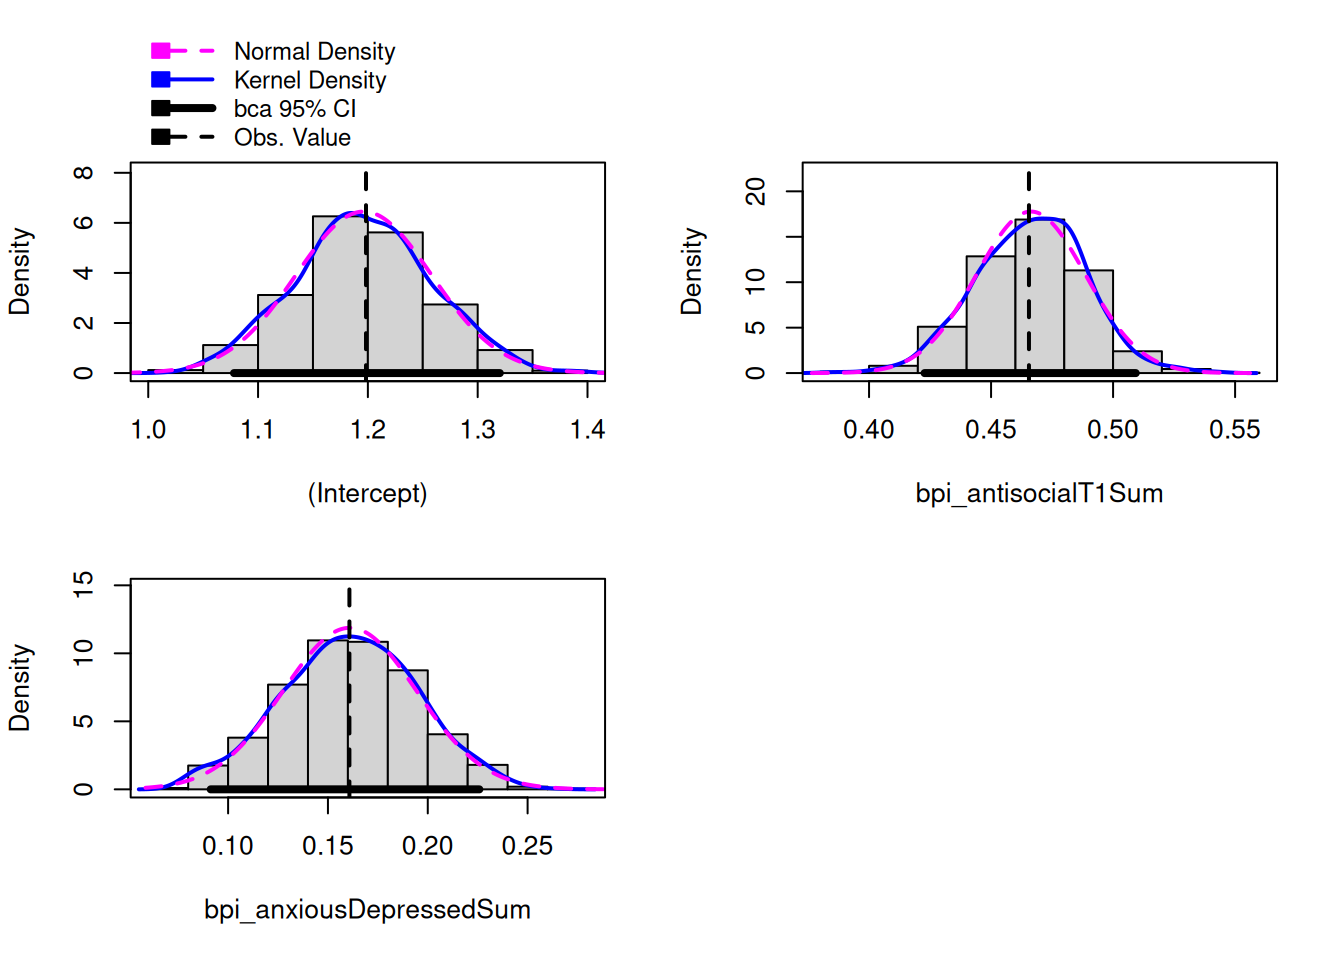 Normal Density
Kernel Density
bca 95% CI
Obs. Value
Density
8
6
4
2
0
1.0 1.1 1.2 1.3 1.4
(Intercept)
Density
20
10
5
0
0.40 0.45 0.50 0.55
bpi_antisocialT1Sum
Density
15
10
5
0
0.10 0.15 0.20 0.25
bpi_anxiousDepressedSum